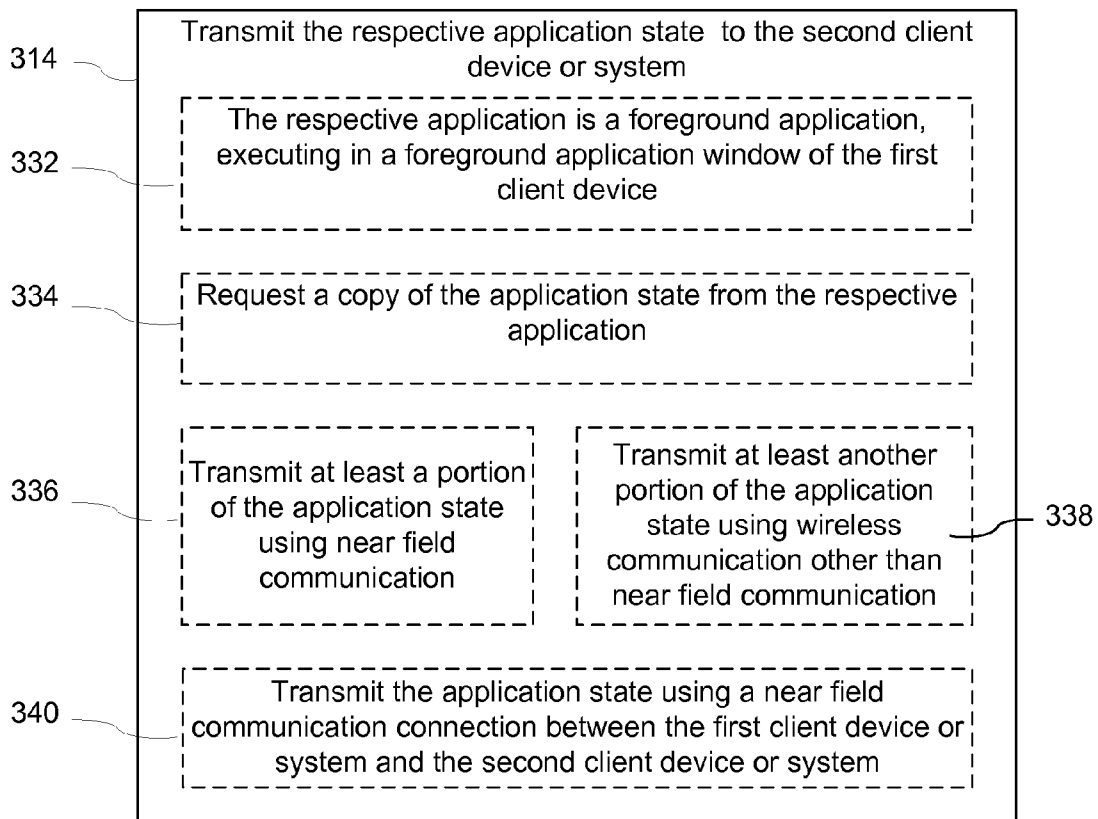 314
Transmit the respective application state to the second client
device or system
332
The respective application is a foreground application,
executing in a foreground application window of the first
client device
334
Request a copy of the application state from the respective
application
336
Transmit at least a portion
of the application state
using near field
communication
Transmit at least another
portion of the application
state using wireless
communication other than
near field communication
338
340
Transmit the application state using a near field
communication connection between the first client device or
system and the second client device or system